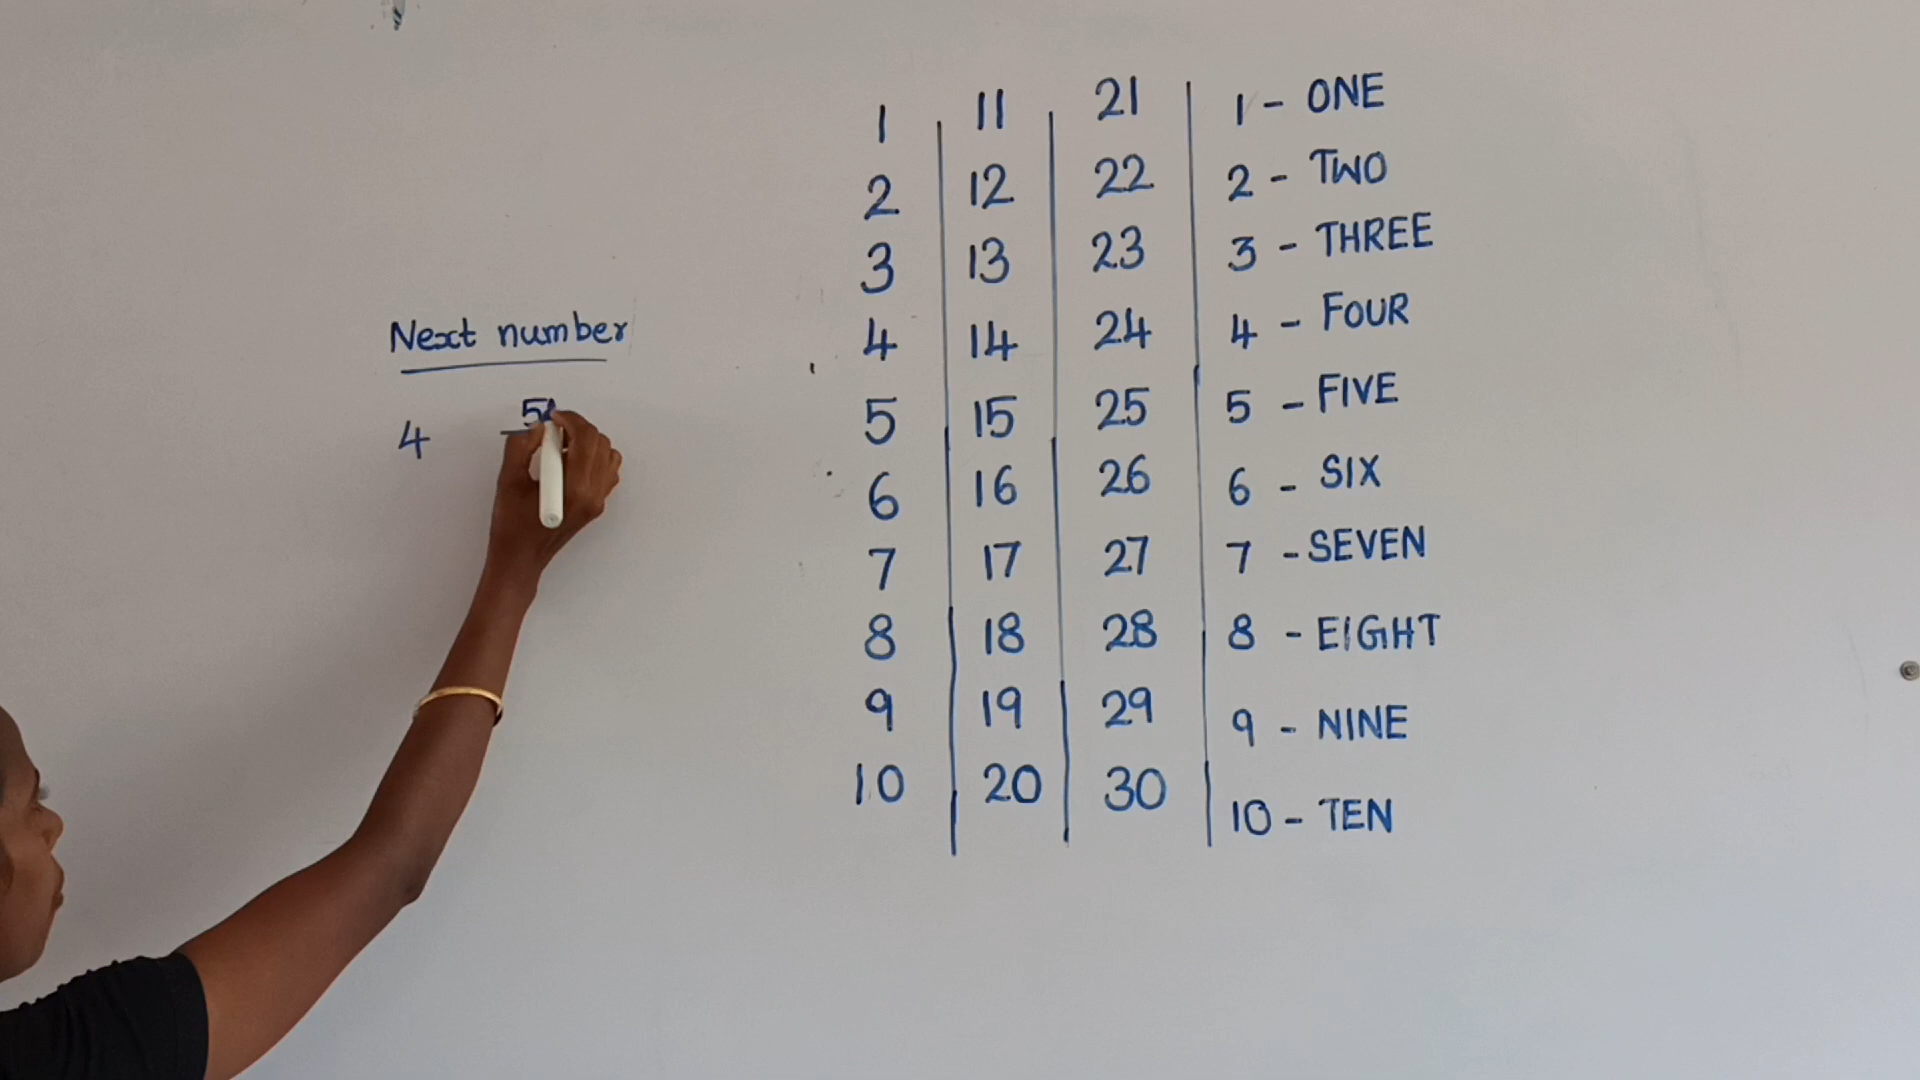 Next number
4 5
1 11 21 1 - ONE
2 12 22 2 - TWO
3 13 23 3 - THREE
4 14 24 4 - FOUR
5 15 25 5 - FIVE
6 16 26 6 - SIX
7 17 27 7 - SEVEN
8 18 28 8 - EIGHT
9 19 29 9 - NINE
10 20 30 10 - TEN